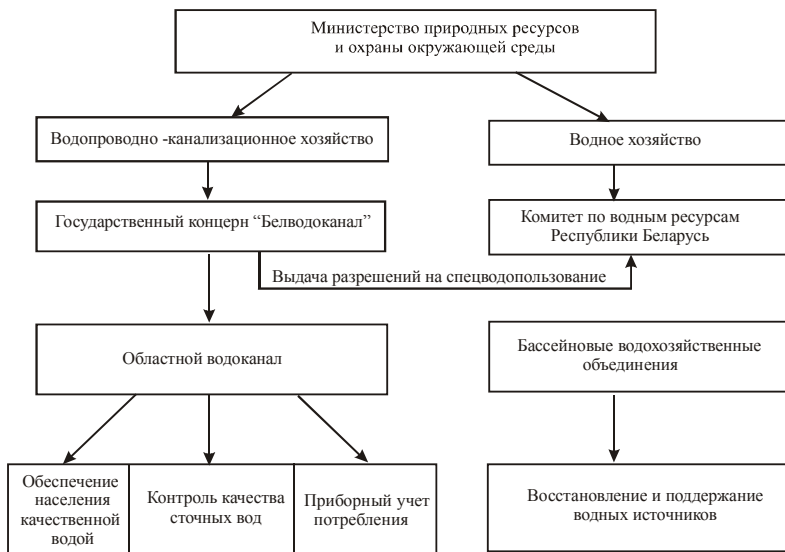 Министерство природных ресурсов
и охраны окружающей среды
Водопроводно -канализационное хозяйство
Водное хозяйство
Государственный концерн “Белводоканал”
Комитет по водным ресурсам
Республики Беларусь
Выдача разрешений на спецводопользование
Областной водоканал
Бассейновые водохозяйственные
объединения
Обеспечение
населения
качественной
водой
Контроль качества
сточных вод
Приборный учет
потребления
Восстановление и поддержание
водных источников